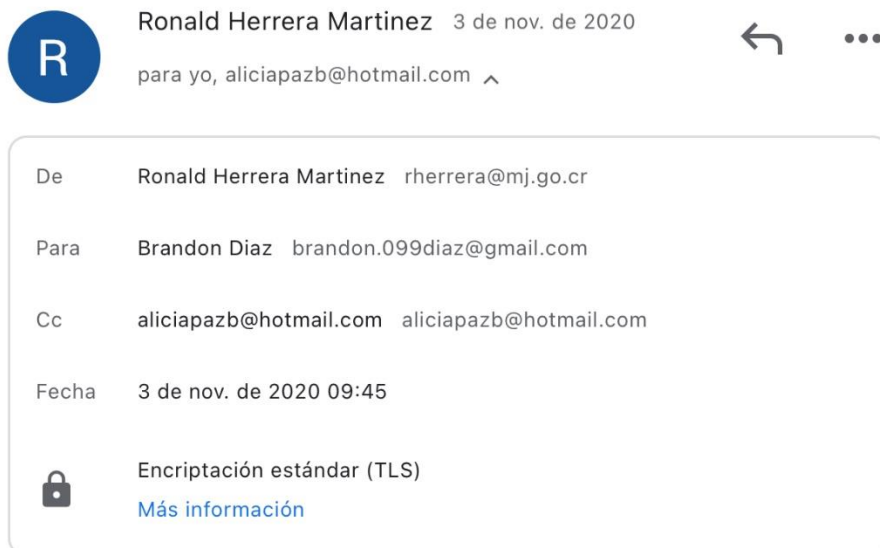 R
Ronald Herrera Martinez 3 de nov. de 2020
para yo, aliciapazb@hotmail.com
De Ronald Herrera Martinez rherrera@mj.go.cr
Para Brandon Diaz brandon.099diaz@gmail.com
Cc aliciapazb@hotmail.com aliciapazb@hotmail.com
Fecha 3 de nov. de 2020 09:45
Encriptación estándar (TLS)
Más información